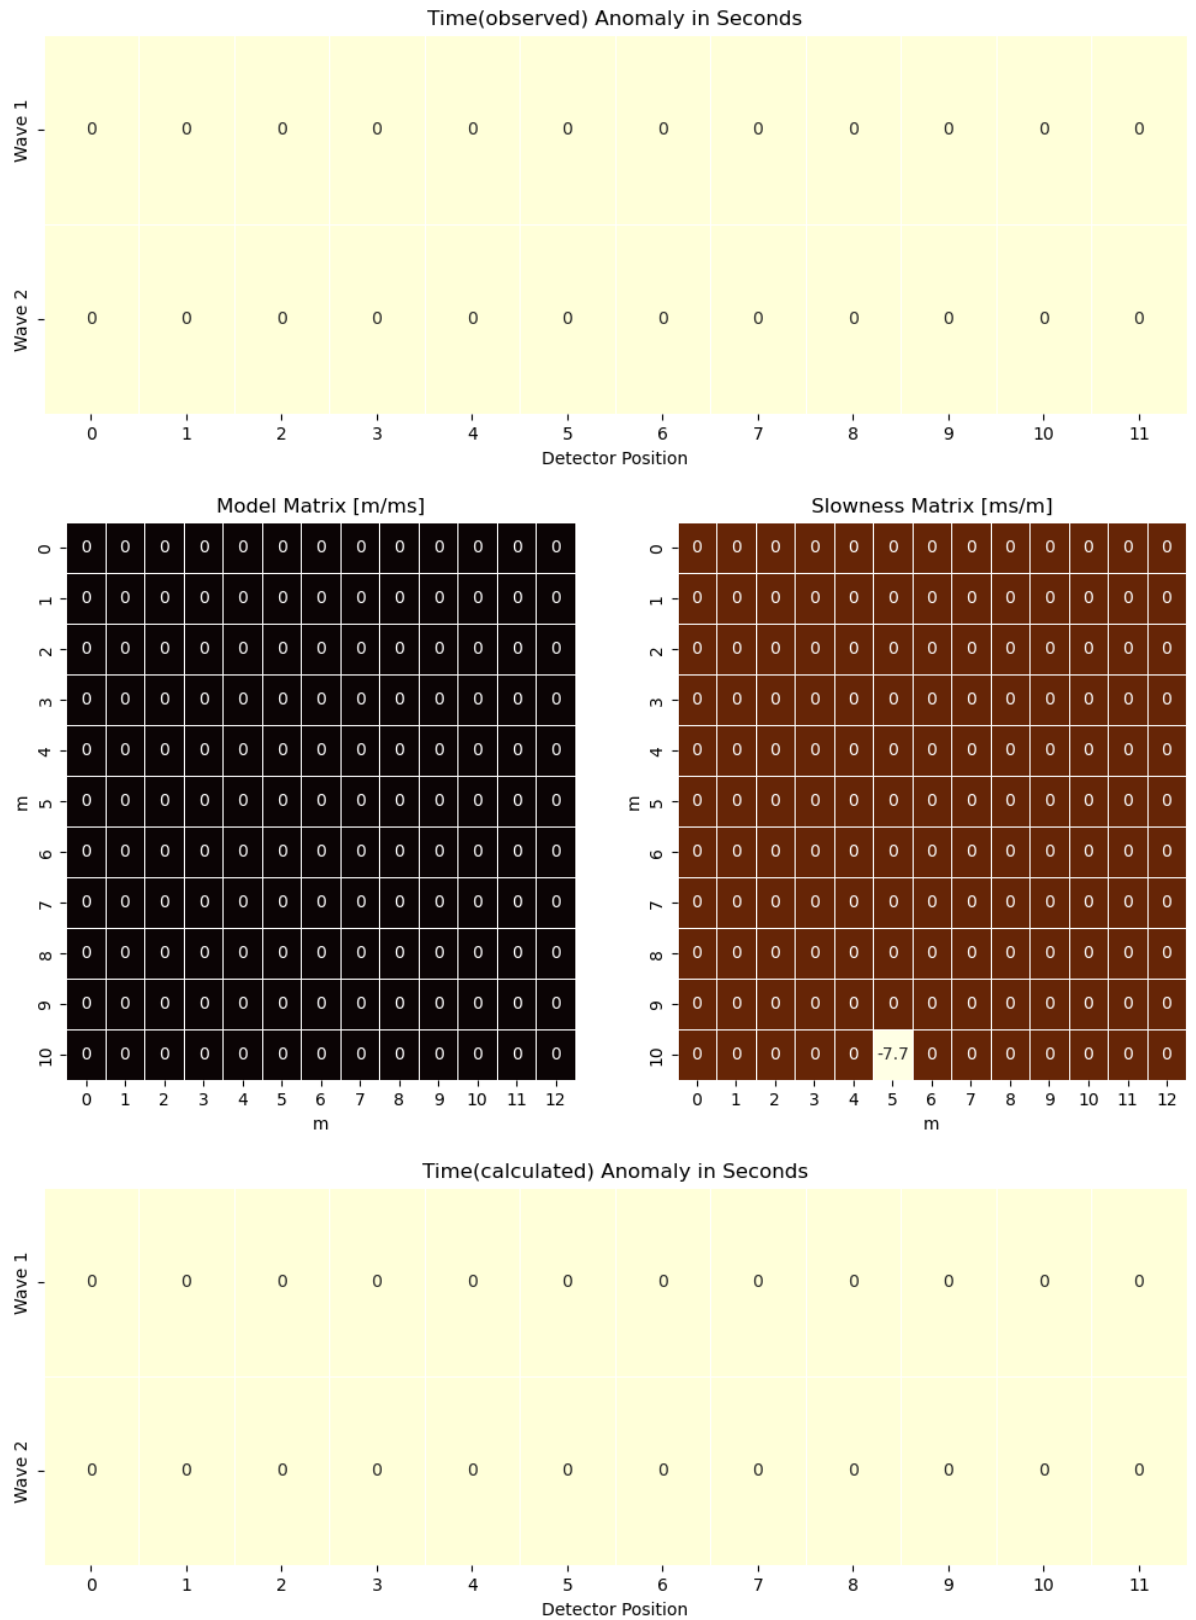 Time(observed) Anomaly in Seconds
Wave 1
0 0 0 0 0 0 0 0 0 0 0 0
Wave 2
0 0 0 0 0 0 0 0 0 0 0 0
0 1 2 3 4 5 6 7 8 9 10 11
Detector Position
Model Matrix [m/ms]
m
0 0 0 0 0 0 0 0 0 0 0 0 0 0
1 0 0 0 0 0 0 0 0 0 0 0 0 0
2 0 0 0 0 0 0 0 0 0 0 0 0 0
3 0 0 0 0 0 0 0 0 0 0 0 0 0
4 0 0 0 0 0 0 0 0 0 0 0 0 0
5 0 0 0 0 0 0 0 0 0 0 0 0 0
6 0 0 0 0 0 0 0 0 0 0 0 0 0
7 0 0 0 0 0 0 0 0 0 0 0 0 0
8 0 0 0 0 0 0 0 0 0 0 0 0 0
9 0 0 0 0 0 0 0 0 0 0 0 0 0
10 0 0 0 0 0 0 0 0 0 0 0 0 0
0 1 2 3 4 5 6 7 8 9 10 11 12
m
Slowness Matrix [ms/m]
m
0 0 0 0 0 0 0 0 0 0 0 0 0 0
1 0 0 0 0 0 0 0 0 0 0 0 0 0
2 0 0 0 0 0 0 0 0 0 0 0 0 0
3 0 0 0 0 0 0 0 0 0 0 0 0 0
4 0 0 0 0 0 0 0 0 0 0 0 0 0
5 0 0 0 0 0 0 0 0 0 0 0 0 0
6 0 0 0 0 0 0 0 0 0 0 0 0 0
7 0 0 0 0 0 0 0 0 0 0 0 0 0
8 0 0 0 0 0 0 0 0 0 0 0 0 0
9 0 0 0 0 0 0 0 0 0 0 0 0 0
10 0 0 0 0 0 -7.7 0 0 0 0 0 0 0
0 1 2 3 4 5 6 7 8 9 10 11 12
m
Time(calculated) Anomaly in Seconds
Wave 1
0 0 0 0 0 0 0 0 0 0 0 0
Wave 2
0 0 0 0 0 0 0 0 0 0 0 0
0 1 2 3 4 5 6 7 8 9 10 11
Detector Position